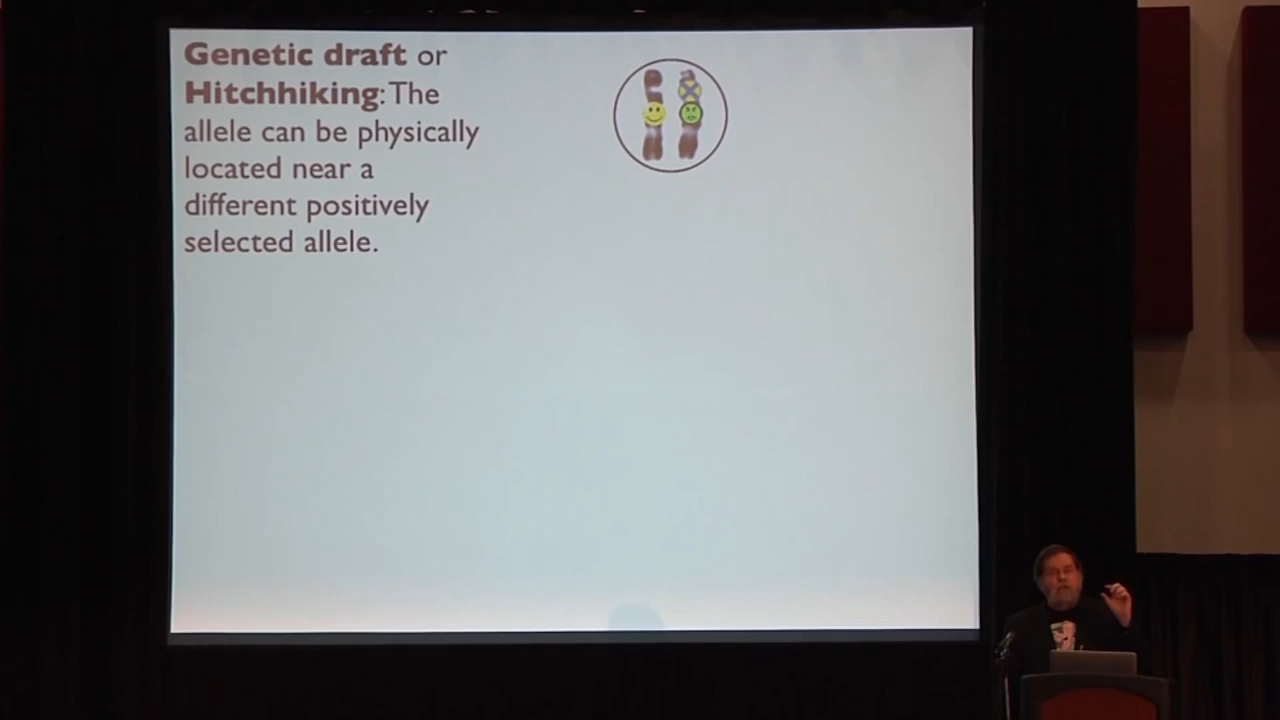 Genetic draft or
Hitchhiking: The
allele can be physically
located near a
different positively
selected allele.